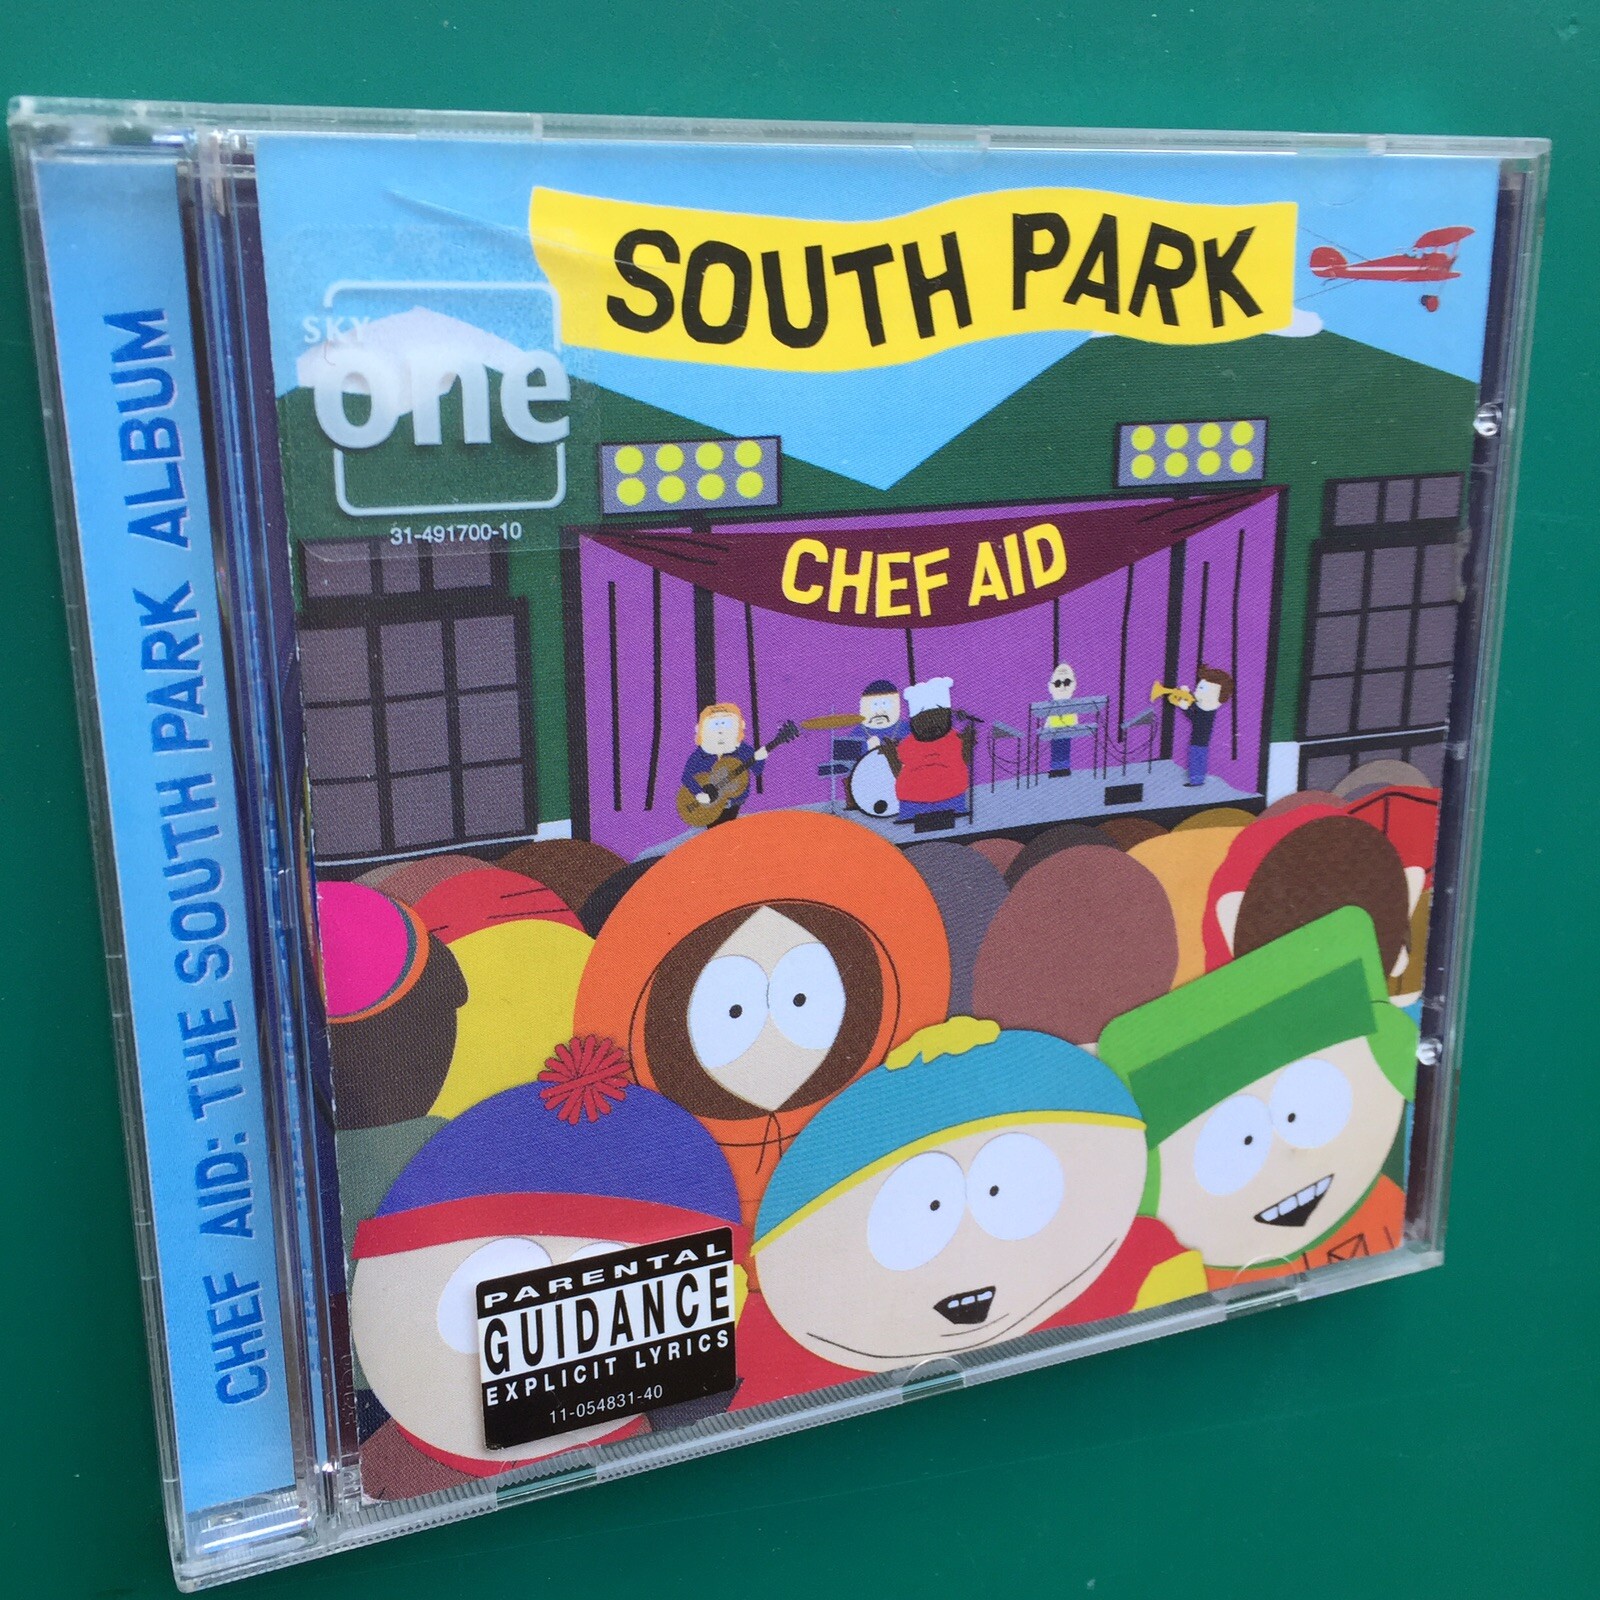 CHEF AID: THE SOUTH PARK ALBUM
SOUTH PARK
SKY
one
31-491700-10
CHEF AID
PARENTAL
GUIDANCE
EXPLICIT LYRICS
11-054831-40